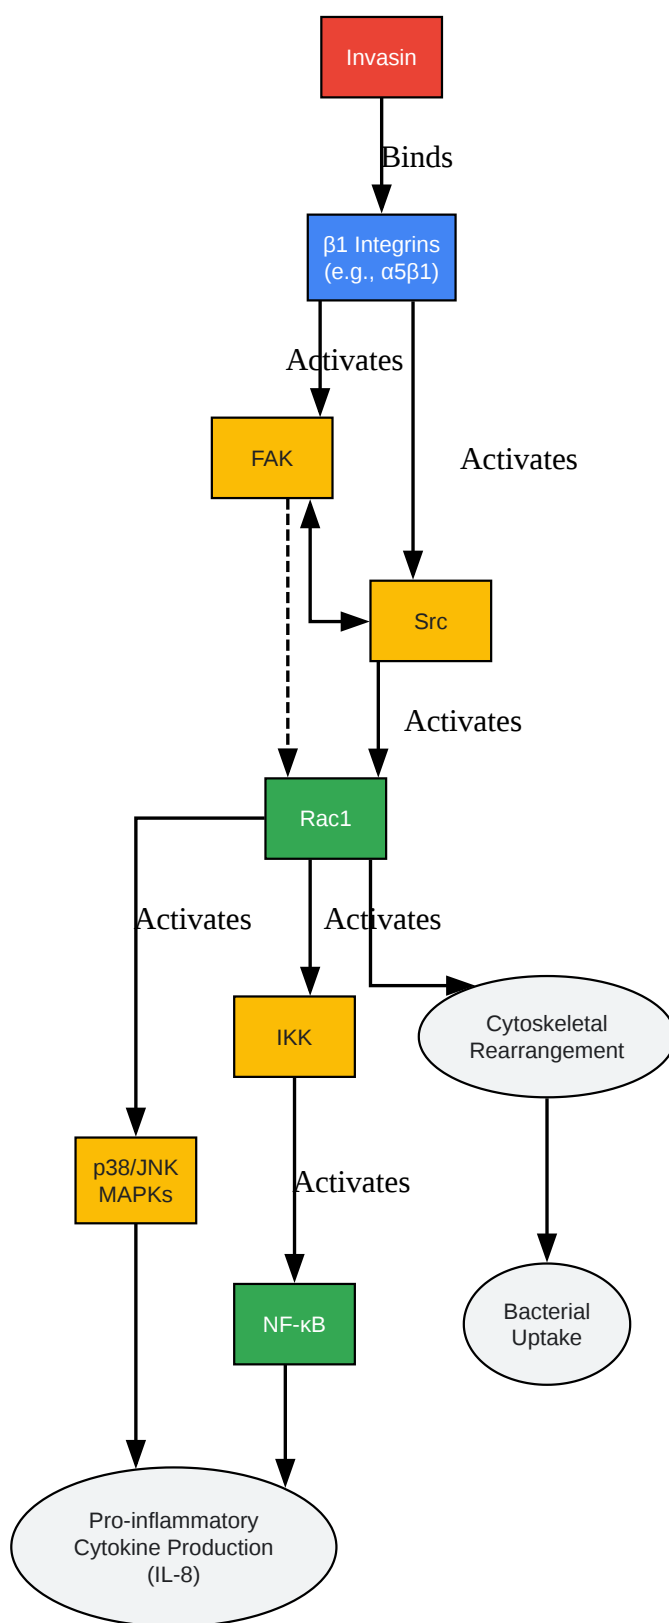 Invasin
Binds
β1 Integrins
(e.g., α5β1)
Activates
FAK
Activates
Src
Activates
Rac1
Activates
Activates
IKK
Cytoskeletal
Rearrangement
p38/JNK
MAPKs
Activates
NF-κB
Bacterial
Uptake
Pro-inflammatory
Cytokine Production
(IL-8)